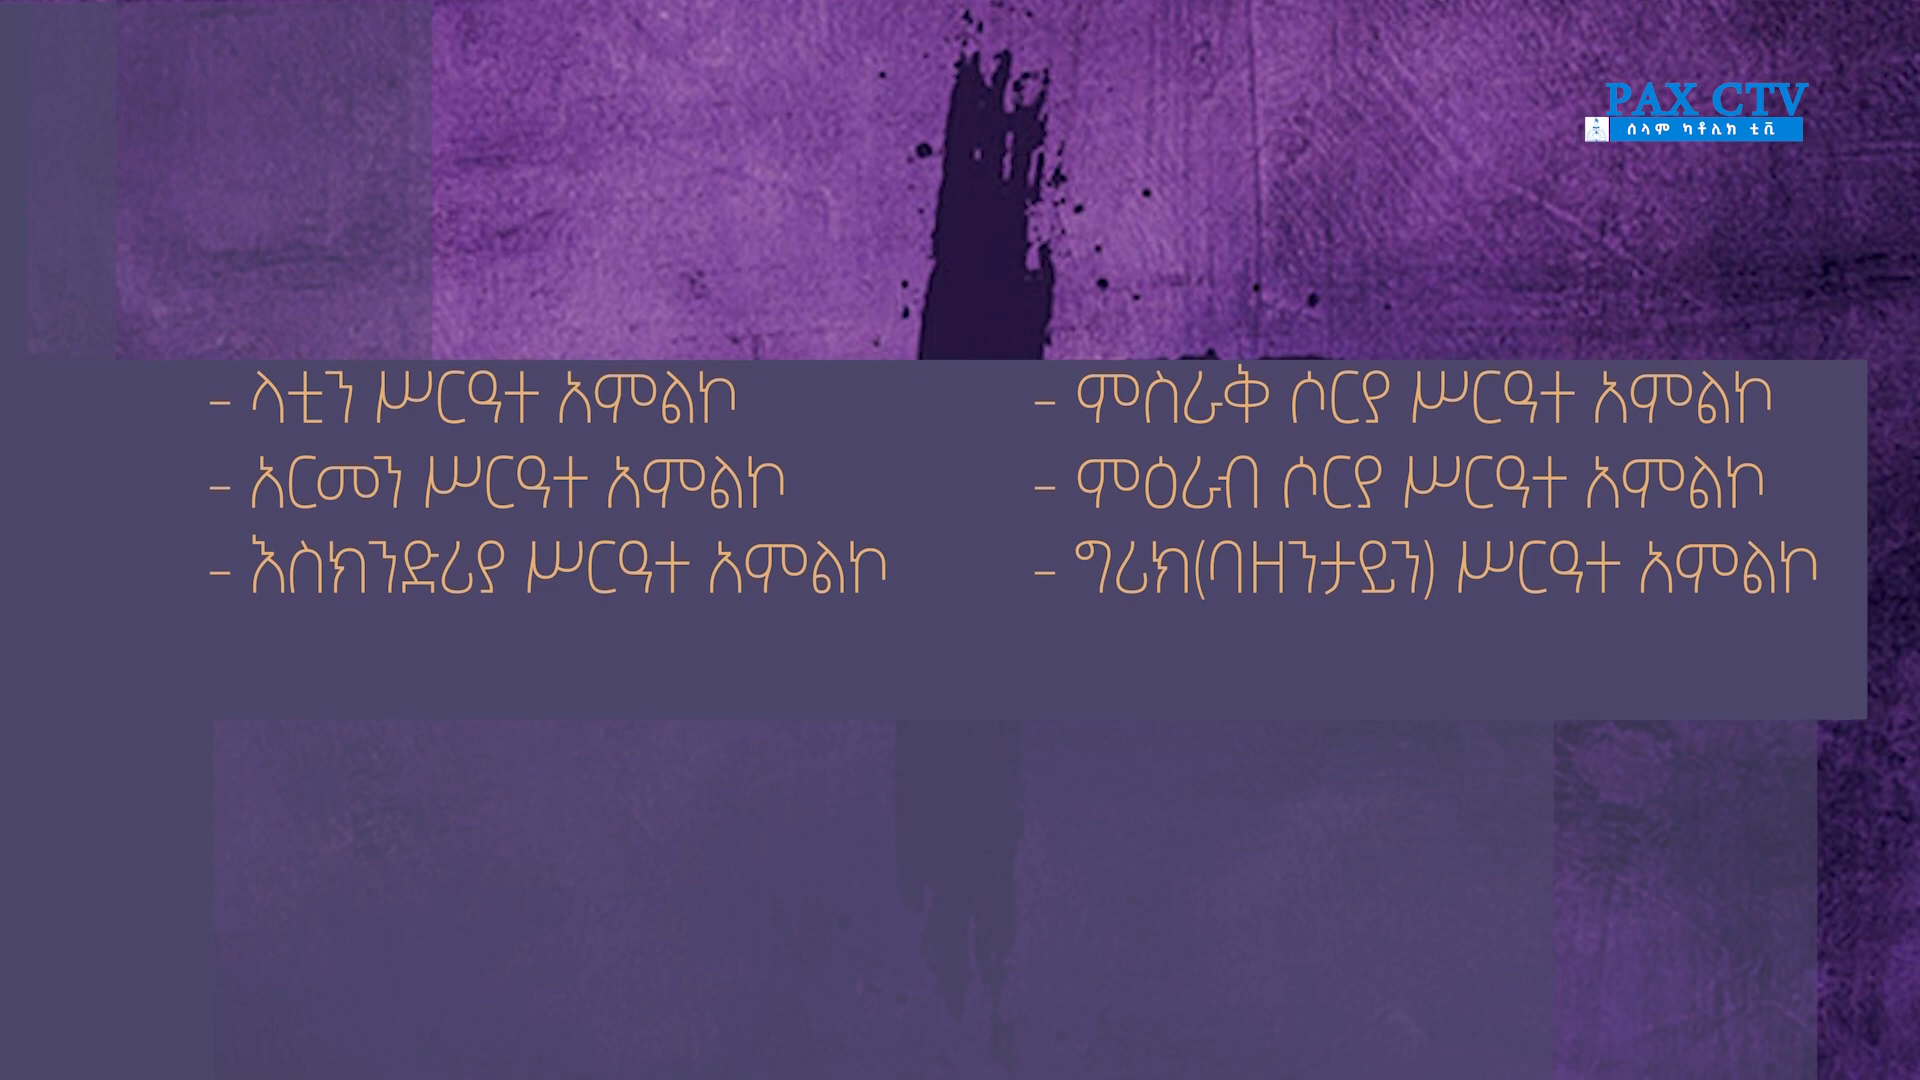 PAX CTV
ሰላም ካቶሊክ ቲቪ
- ላቲን ሥርዓተ አምልኮ
- አርመን ሥርዓተ አምልኮ
- እስክንድሪያ ሥርዓተ አምልኮ
- ምስራቅ ሶርያ ሥርዓተ አምልኮ
- ምዕራብ ሶርያ ሥርዓተ አምልኮ
- ግሪክ(ባዘንታይን) ሥርዓተ አምልኮ